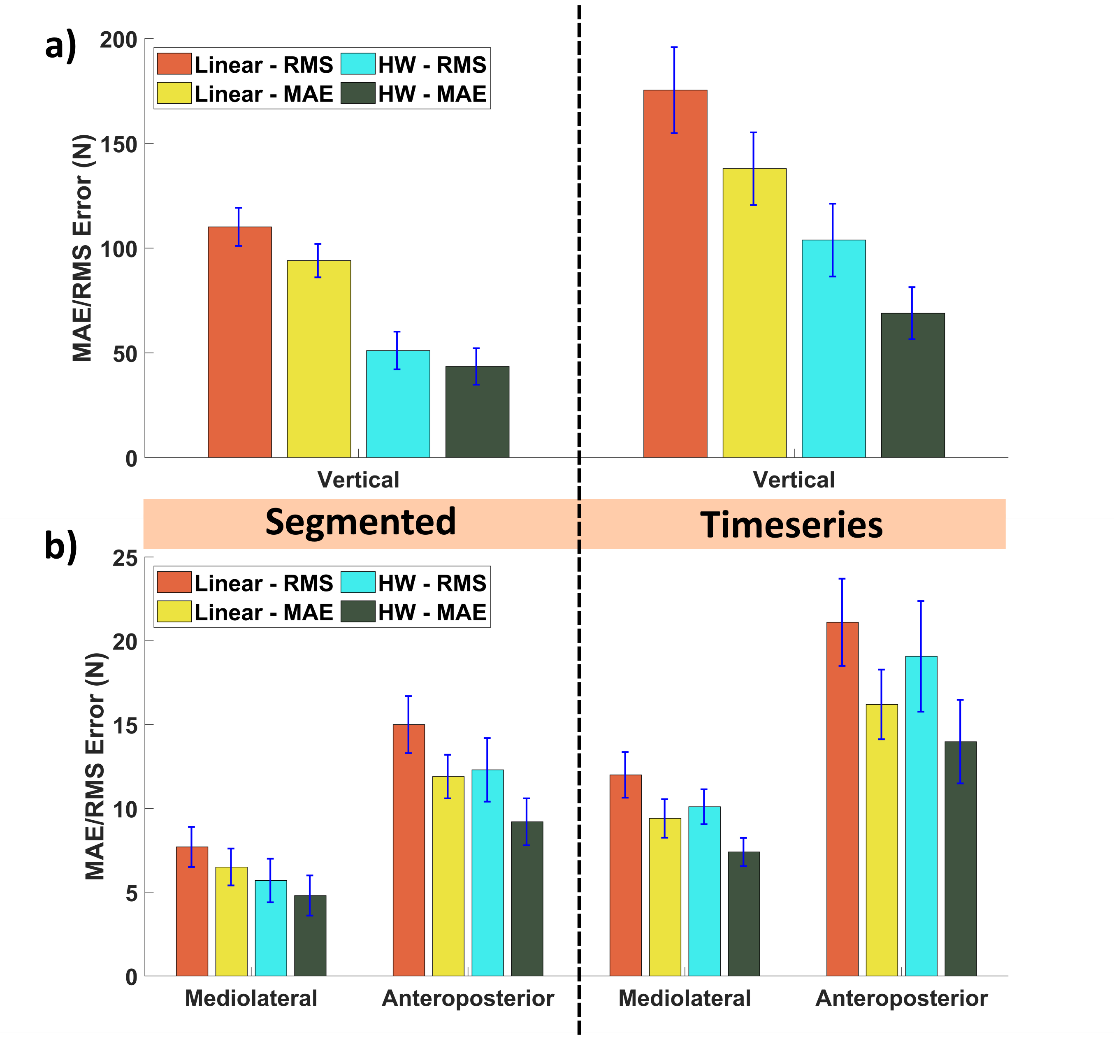 a)
200
150
100
50
0
MAE/RMS Error (N)
Linear - RMS
HW - RMS
Linear - MAE
HW - MAE
Vertical
Vertical
Segmented
Timeseries
b)
25
20
15
10
5
0
MAE/RMS Error (N)
Linear - RMS
HW - RMS
Linear - MAE
HW - MAE
Mediolateral
Anteroposterior
Mediolateral
Anteroposterior